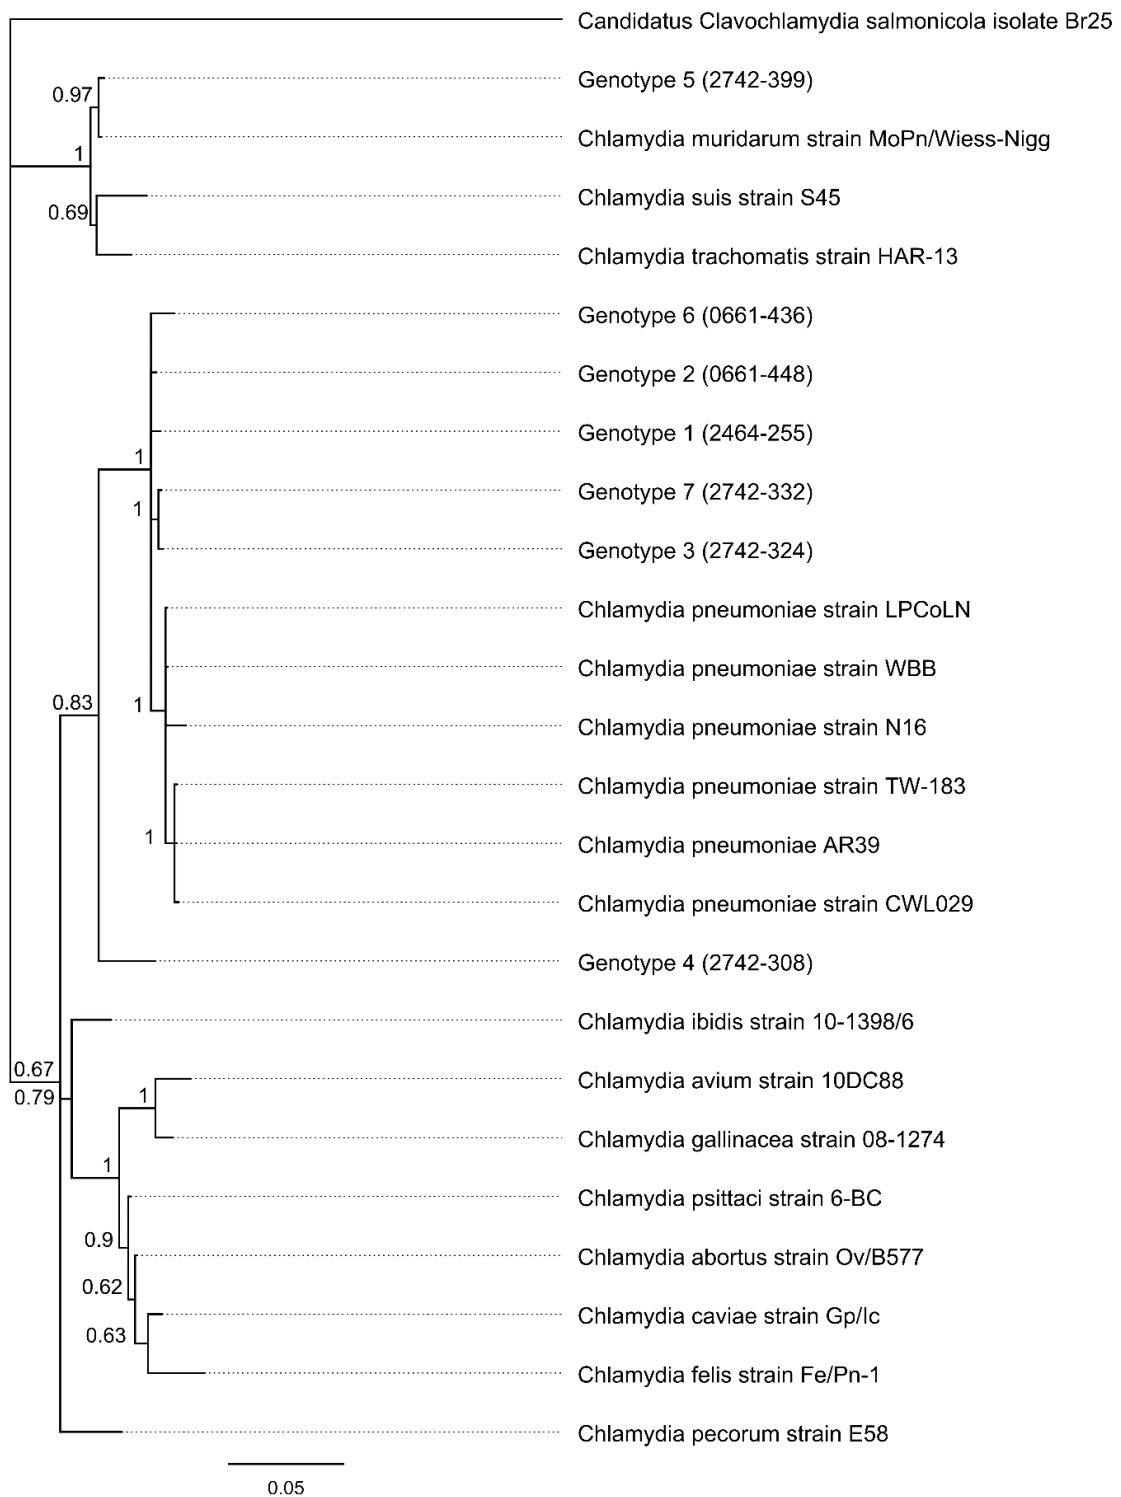 Candidatus Clavochlamydia salmonicola isolate Br25
Genotype 5 (2742-399)
0.97
Chlamydia muridarum strain MoPn/Wiess-Nigg
1
Chlamydia suis strain S45
0.69
Chlamydia trachomatis strain HAR-13
Genotype 6 (0661-436)
Genotype 2 (0661-448)
Genotype 1 (2464-255)
1
Genotype 7 (2742-332)
1
Genotype 3 (2742-324)
Chlamydia pneumoniae strain LPCoLN
Chlamydia pneumoniae strain WBB
0.83
1
Chlamydia pneumoniae strain N16
Chlamydia pneumoniae strain TW-183
1
Chlamydia pneumoniae AR39
Chlamydia pneumoniae strain CWL029
Genotype 4 (2742-308)
Chlamydia ibidis strain 10-1398/6
0.67
Chlamydia avium strain 10DC88
0.79
1
Chlamydia gallinacea strain 08-1274
1
Chlamydia psittaci strain 6-BC
0.9
Chlamydia abortus strain Ov/B577
0.62
Chlamydia caviae strain Gp/Ic
0.63
Chlamydia felis strain Fe/Pn-1
Chlamydia pecorum strain E58
0.05